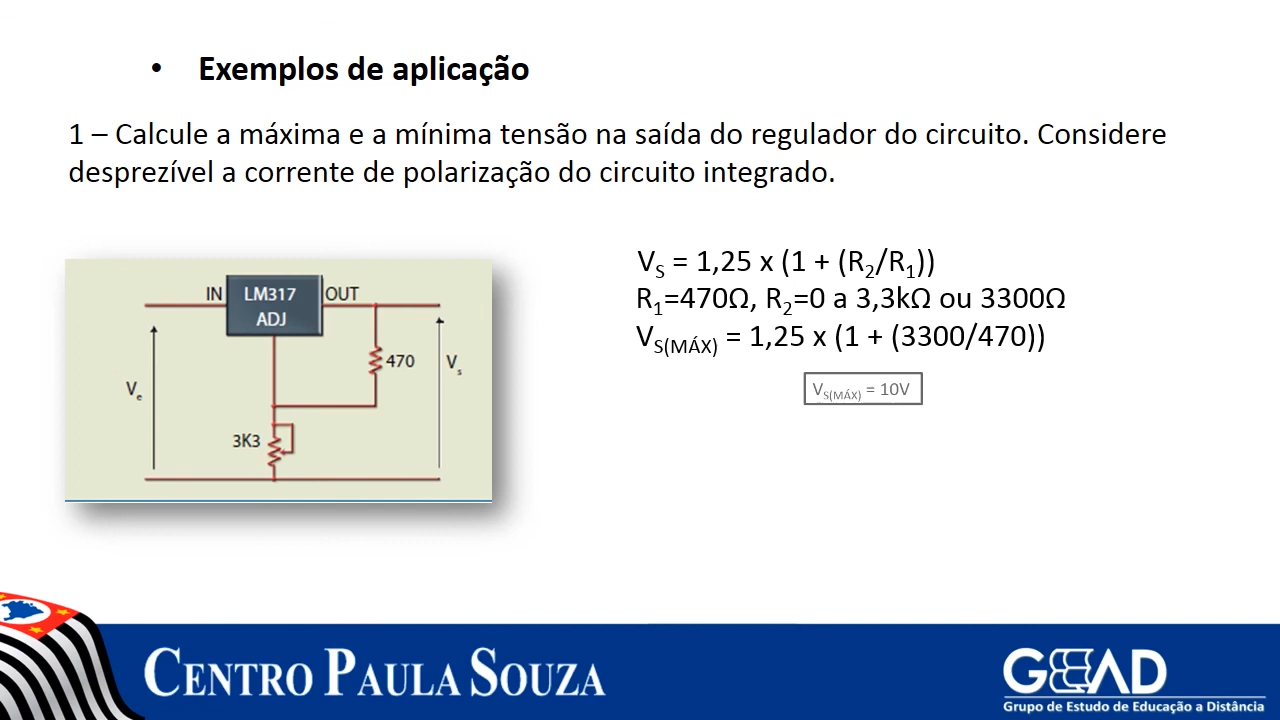 • Exemplos de aplicação
1 – Calcule a máxima e a mínima tensão na saída do regulador do circuito. Considere
desprezível a corrente de polarização do circuito integrado.
IN LM317 OUT
ADJ
470
Vₑ
Vₛ
3K3
V_S = 1,25 x (1 + (R₂/R₁))
R₁=470Ω, R₂=0 a 3,3kΩ ou 3300Ω
V_S(MÁX) = 1,25 x (1 + (3300/470))
V_S(MÁX) = 10V
CENTRO PAULA SOUZA
GEEAD
Grupo de Estudo de Educação a Distância